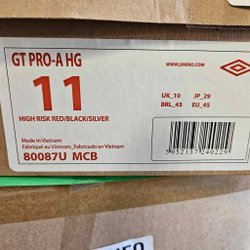 GT PRO-A HG
WWW.UMBRO.COM
11
UK_10 JP_29
BRL_43 EU_45
HIGH RISK RED/BLACK/SILVER
Made in Vietnam
Fabriqué au Vietnam_Fabricado en Vietnam
80087U MCB
5052137240229